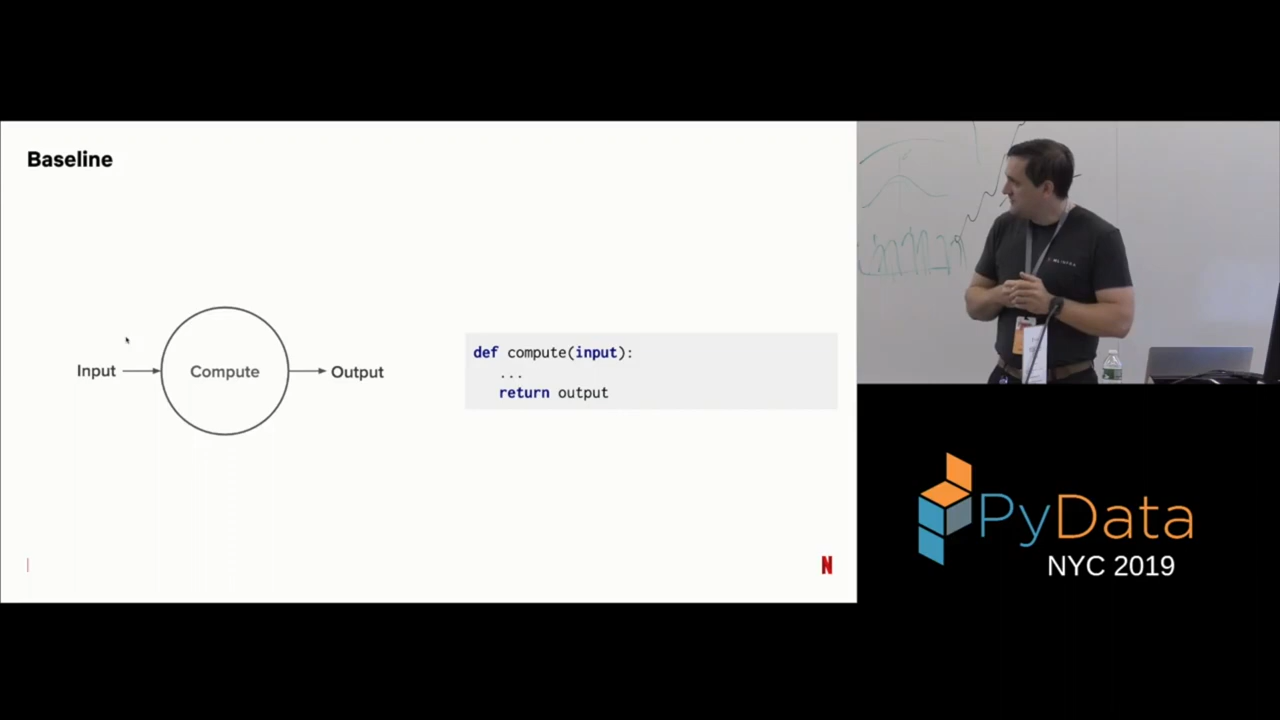 Baseline
Input
Compute
Output
def compute(input):
...
return output
N
PyData
NYC 2019